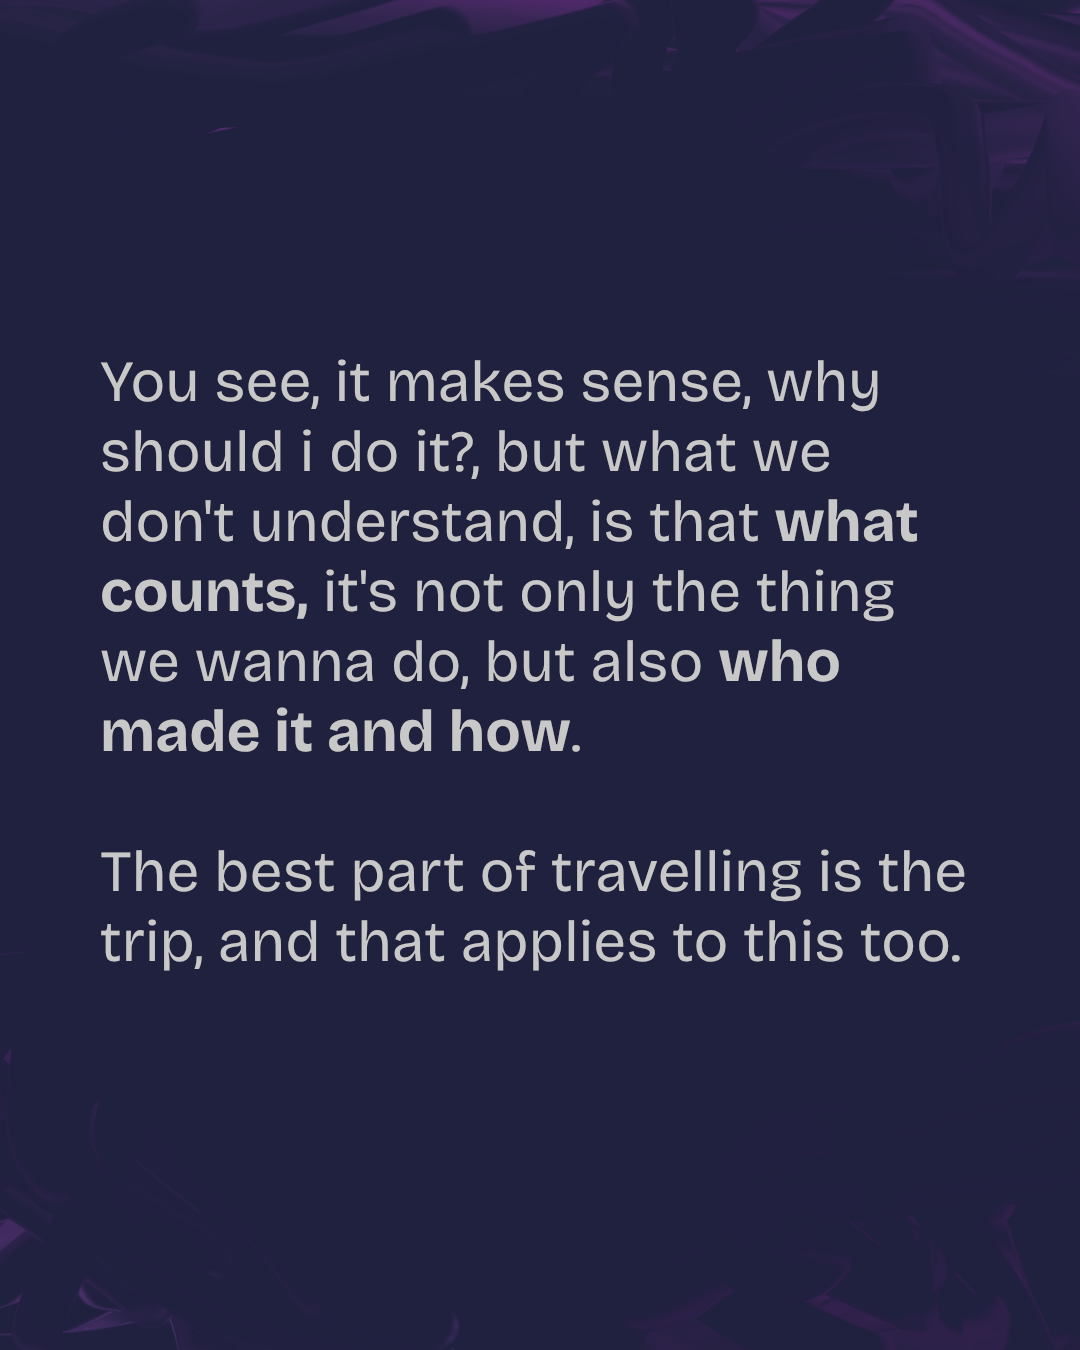 You see, it makes sense, why
should i do it?, but what we
don't understand, is that what
counts, it's not only the thing
we wanna do, but also who
made it and how.
The best part of travelling is the
trip, and that applies to this too.